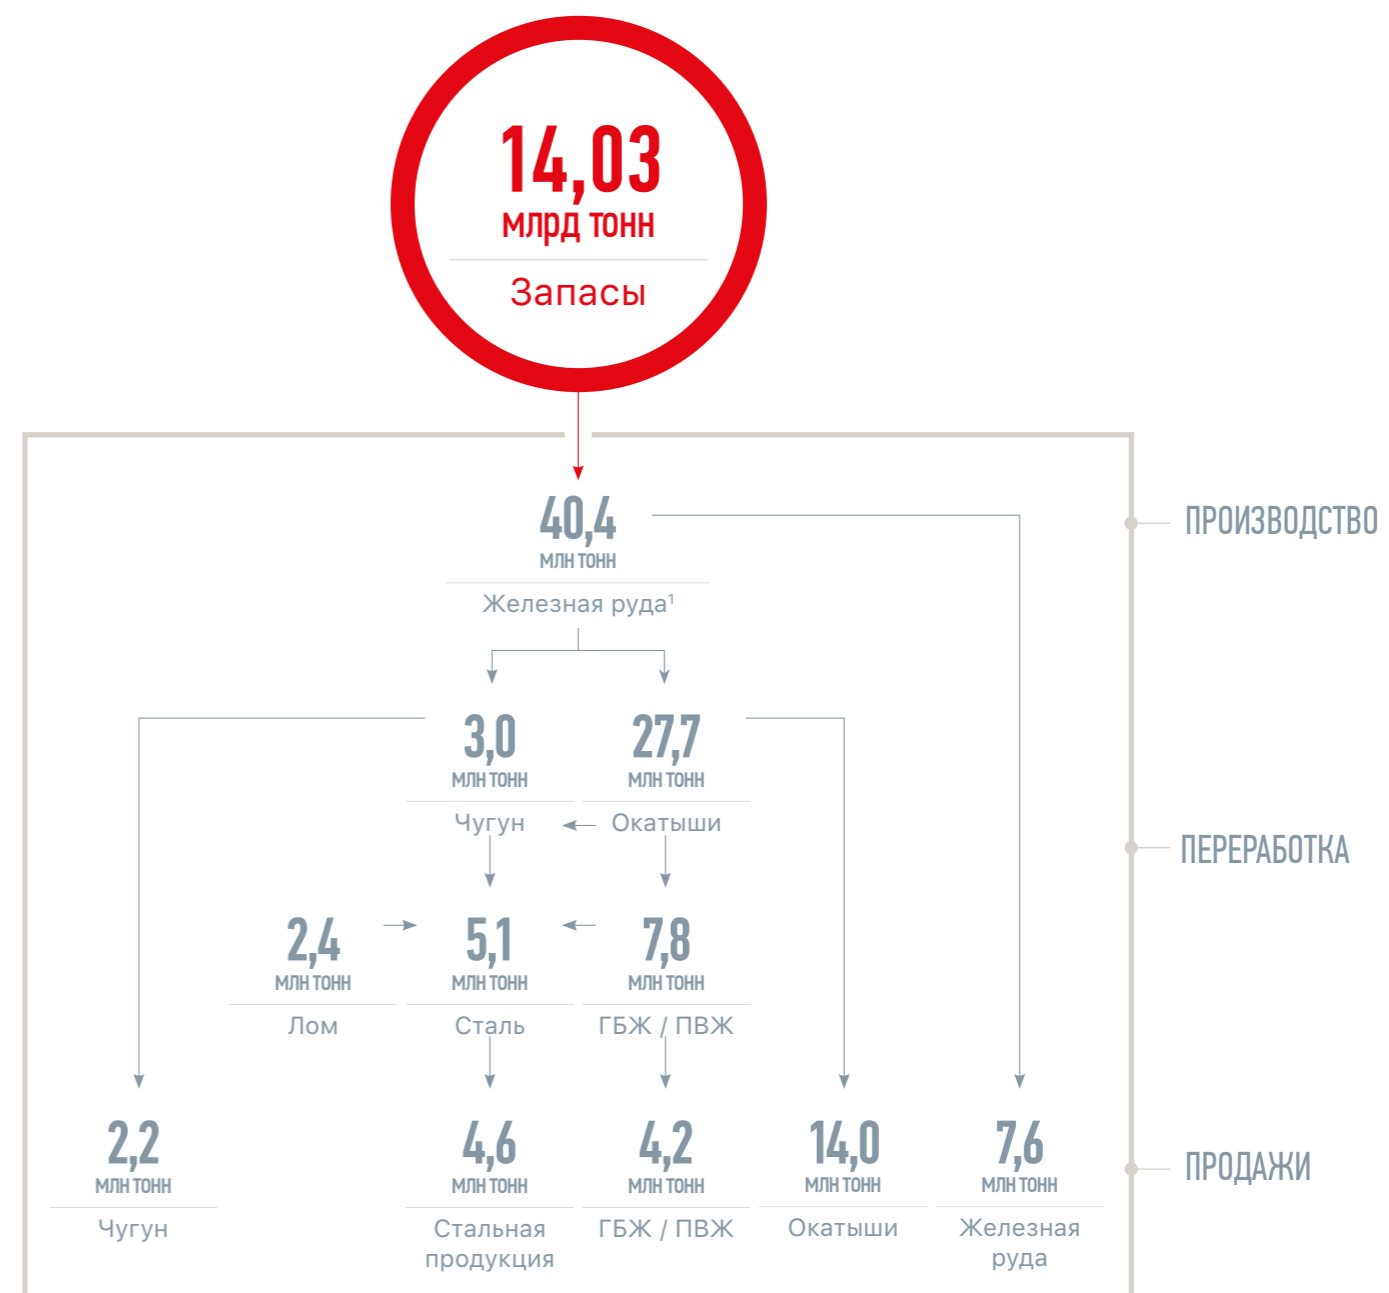 14,03
млрд тонн
Запасы
40,4
млн тонн
Железная руда¹
ПРОИЗВОДСТВО
3,0
млн тонн
Чугун
27,7
млн тонн
Окатыши
ПЕРЕРАБОТКА
2,4
млн тонн
Лом
5,1
млн тонн
Сталь
7,8
млн тонн
ГБЖ / ПВЖ
2,2
млн тонн
Чугун
4,6
млн тонн
Стальная
продукция
4,2
млн тонн
ГБЖ / ПВЖ
14,0
млн тонн
Окатыши
7,6
млн тонн
Железная
руда
ПРОДАЖИ